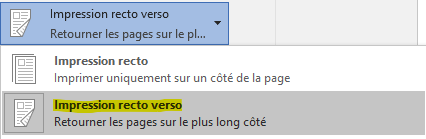 Impression recto verso
Retourner les pages sur le pl...
Impression recto
Imprimer uniquement sur un côté de la page
Impression recto verso
Retourner les pages sur le plus long côté